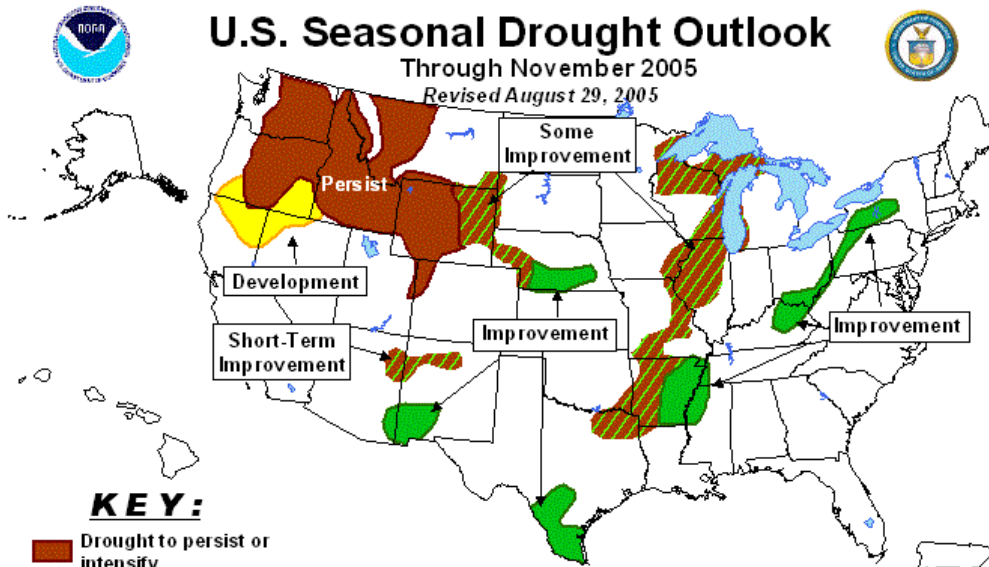 NOAA
U.S. Seasonal Drought Outlook
Through November 2005
Revised August 29, 2005
Some
Improvement
Persist
Development
Short-Term
Improvement
Improvement
Improvement
KEY:
Drought to persist or
intensify